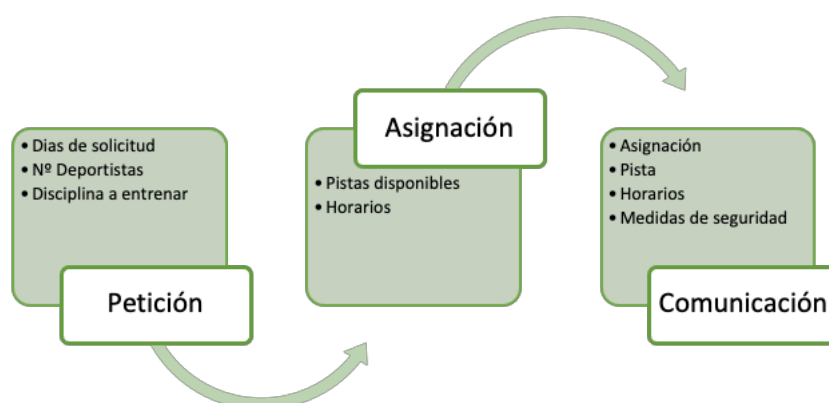 • Dias de solicitud
• Nº Deportistas
• Disciplina a entrenar
Petición
Asignación
• Pistas disponibles
• Horarios
• Asignación
• Pista
• Horarios
• Medidas de seguridad
Comunicación